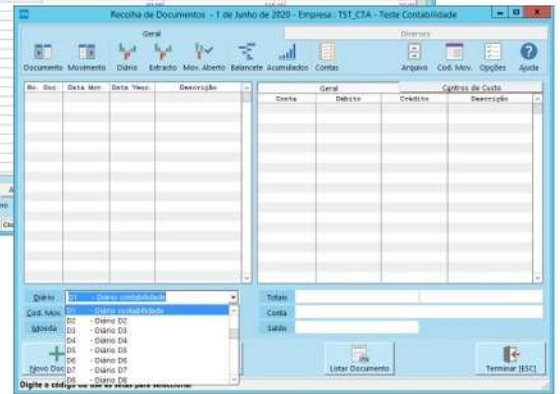 Recolha de Documentos - 1 de Junho de 2020 - Empresa : TST_CTA - Teste Contabilidade
Geral
Diversos
Documento Movimento Diário Extracto Mov. Aberto Balancete Acumulados Contas Arquivo Cod. Mov. Opções Ajuda
No. Doc. Data Mov. Data Venc. Descrição
Geral Centros de Custo
Conta Débito Crédito Descrição
Diário D1 - Diário contabilidade
Cod. Mov. D1 - Diário contabilidade
D2 - Diário D2
Moeda D3 - Diário D3
D4 - Diário D4
D5 - Diário D5
D6 - Diário D6
D7 - Diário D7
D8 - Diário D8
Totais
Conta
Saldo
Novo Doc
Listar Documento
Terminar [ESC]
Digite o código ou use as setas para seleccionar